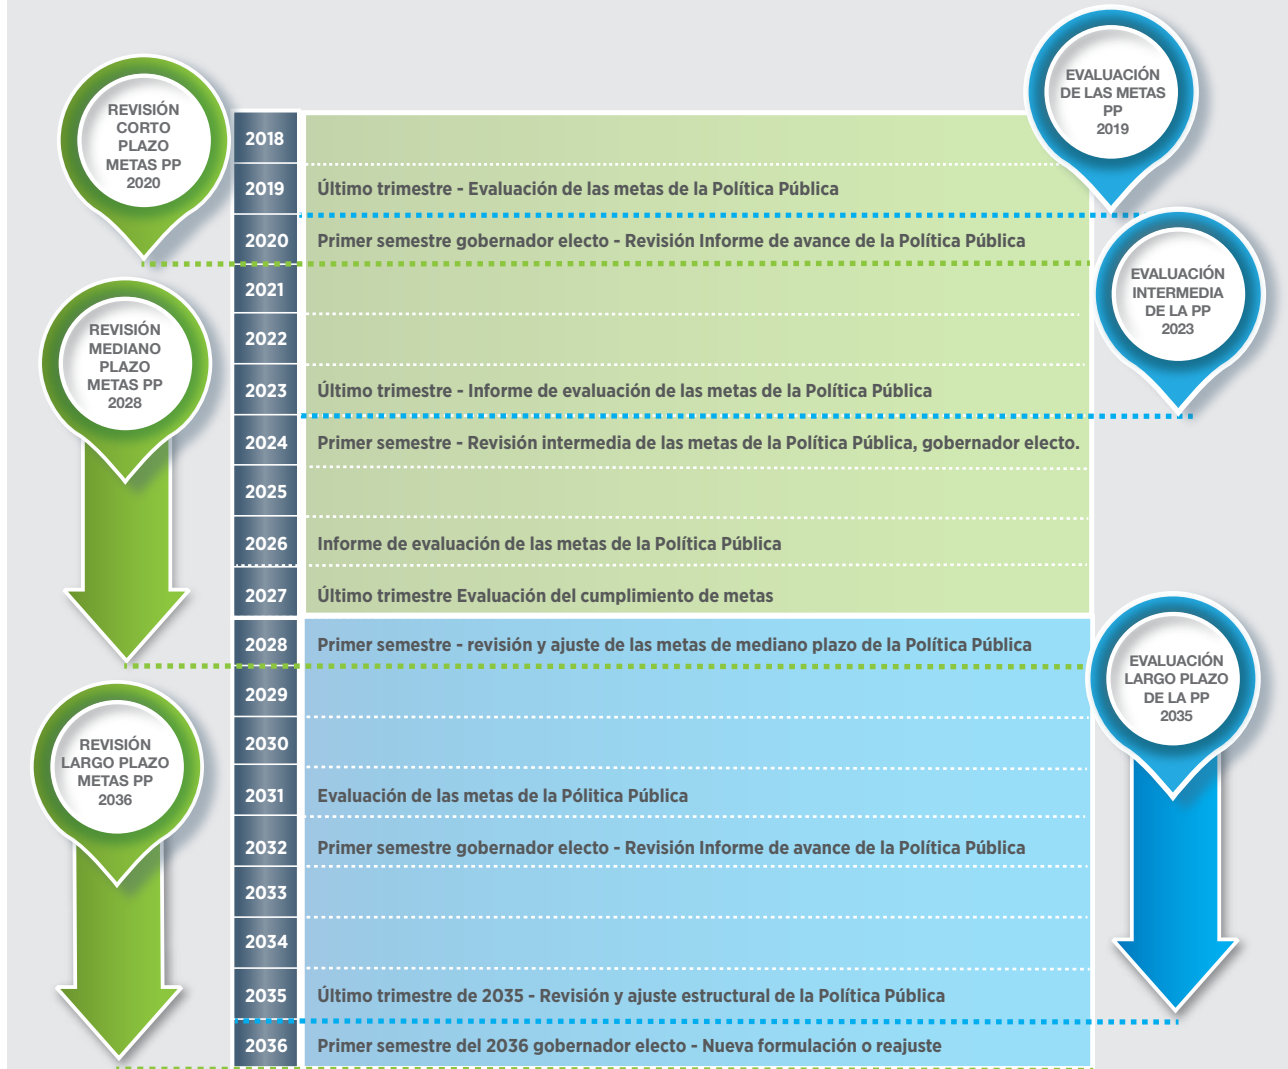 REVISIÓN
CORTO
PLAZO
METAS PP
2020
REVISIÓN
MEDIANO
PLAZO
METAS PP
2028
REVISIÓN
LARGO PLAZO
METAS PP
2036
2018
2019 Último trimestre - Evaluación de las metas de la Política Pública
2020 Primer semestre gobernador electo - Revisión Informe de avance de la Política Pública
2021
2022
2023 Último trimestre - Informe de evaluación de las metas de la Política Pública
2024 Primer semestre - Revisión intermedia de las metas de la Política Pública, gobernador electo.
2025
2026 Informe de evaluación de las metas de la Política Pública
2027 Último trimestre Evaluación del cumplimiento de metas
2028 Primer semestre - revisión y ajuste de las metas de mediano plazo de la Política Pública
2029
2030
2031 Evaluación de las metas de la Pólitica Pública
2032 Primer semestre gobernador electo - Revisión Informe de avance de la Política Pública
2033
2034
2035 Último trimestre de 2035 - Revisión y ajuste estructural de la Política Pública
2036 Primer semestre del 2036 gobernador electo - Nueva formulación o reajuste
EVALUACIÓN
DE LAS METAS
PP
2019
EVALUACIÓN
INTERMEDIA
DE LA PP
2023
EVALUACIÓN
LARGO PLAZO
DE LA PP
2035